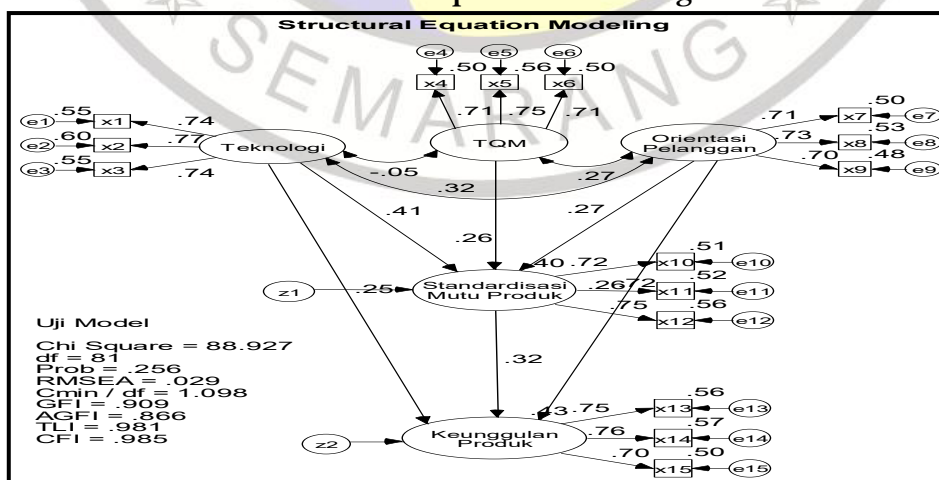 Structural Equation Modeling
SEMARANG
e4 e5 e6
.50 .56 .50
x4 x5 x6
.71 .75 .71
e1 .55 x1 .74
e2 .60 x2 .77
e3 .55 x3 .74
Teknologi
TQM
Orientasi
Pelanggan
.71 x7 .50 e7
.73 x8 .53 e8
.70 x9 .48 e9
-.05
.32
.27
.41
.26
.27
z1
.25
Standardisasi
Mutu Produk
.40
.26
.72 x10 .51 e10
.72 x11 .52 e11
.75 x12 .56 e12
.32
Uji Model
Chi Square = 88.927
df = 81
Prob = .256
RMSEA = .029
Cmin / df = 1.098
GFI = .909
AGFI = .866
TLI = .981
CFI = .985
z2
Keunggulan
Produk
.43
.75 x13 .56 e13
.76 x14 .57 e14
.70 x15 .50 e15